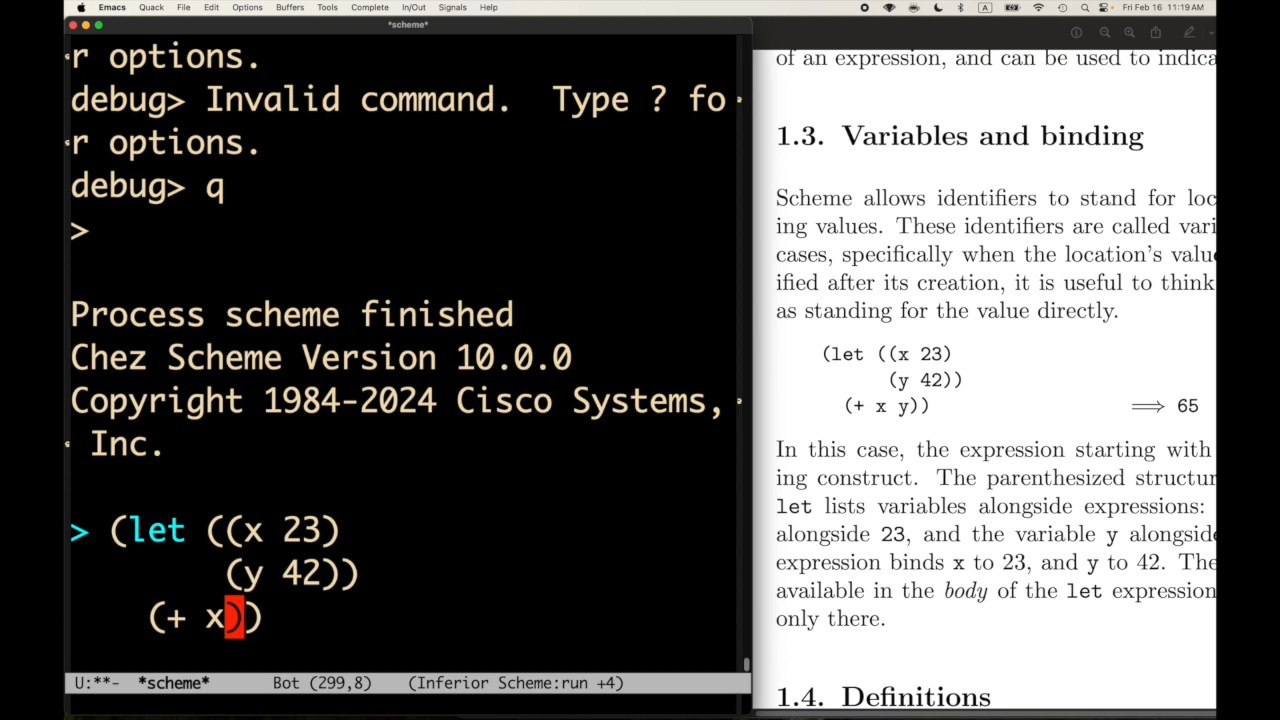 Emacs Quack File Edit Options Buffers Tools Complete In/Out Signals Help
A
Fri Feb 16 11:19 AM
*scheme*
r options.
debug> Invalid command.  Type ? fo
r options.
debug> q
>
Process scheme finished
Chez Scheme Version 10.0.0
Copyright 1984-2024 Cisco Systems,
Inc.
> (let ((x 23)
(y 42))
(+ x))
U:**-  *scheme*      Bot (299,8)    (Inferior Scheme:run +4)
of an expression, and can be used to indica
1.3. Variables and binding
Scheme allows identifiers to stand for loc
ing values. These identifiers are called vari
cases, specifically when the location's valu
ified after its creation, it is useful to think
as standing for the value directly.
(let ((x 23)
(y 42))
(+ x y)) ⟹ 65
In this case, the expression starting with
ing construct. The parenthesized structur
let lists variables alongside expressions:
alongside 23, and the variable y alongsid
expression binds x to 23, and y to 42. The
available in the body of the let expression
only there.
1.4. Definitions